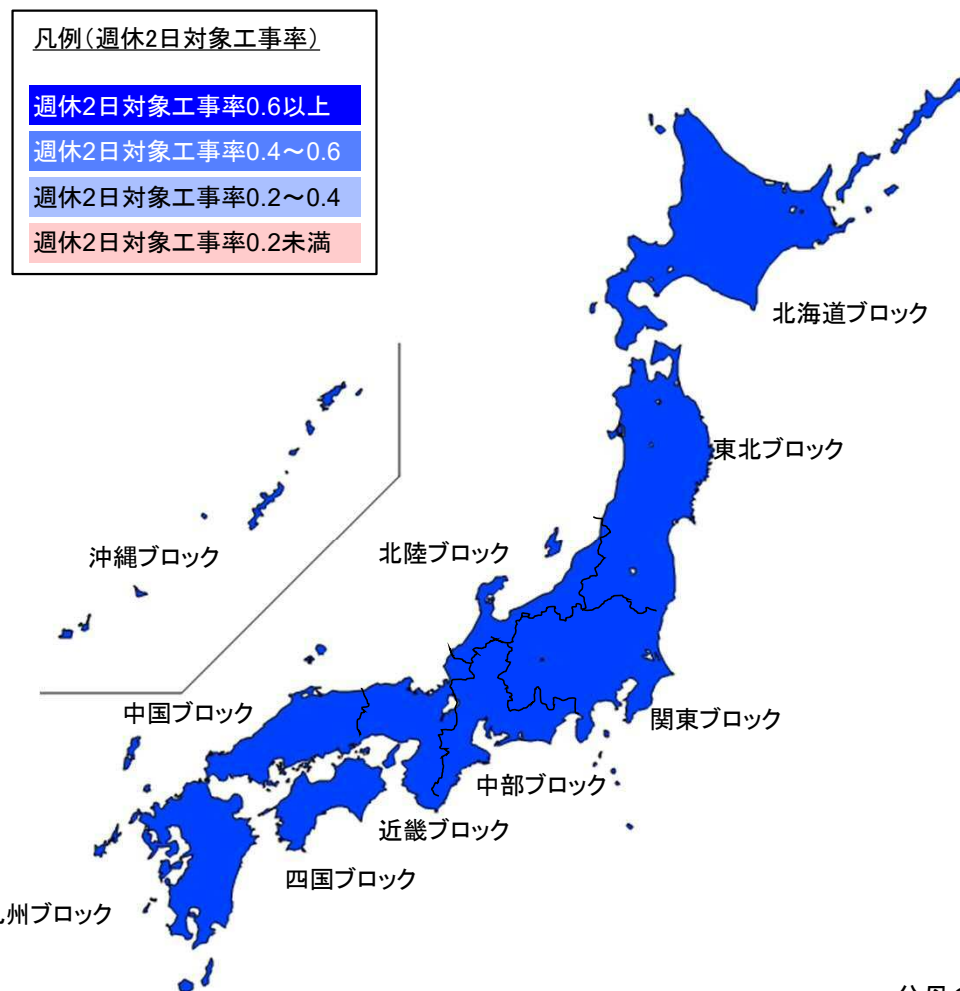 凡例(週休2日対象工事率)
週休2日対象工事率0.6以上
週休2日対象工事率0.4～0.6
週休2日対象工事率0.2～0.4
週休2日対象工事率0.2未満
北海道ブロック
東北ブロック
沖縄ブロック
北陸ブロック
中国ブロック
関東ブロック
中部ブロック
近畿ブロック
四国ブロック
州ブロック